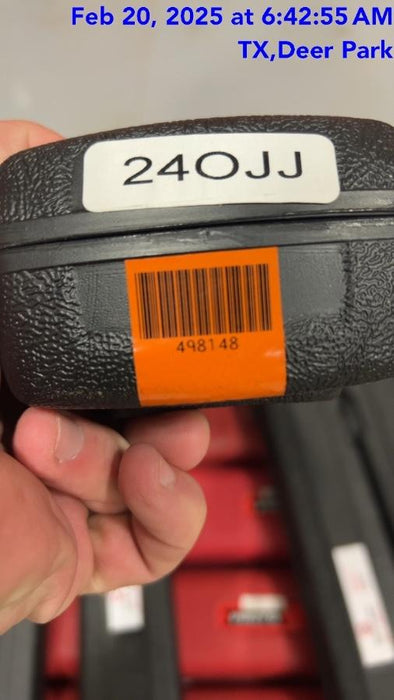 Feb 20, 2025 at 6:42:55 AM
TX,Deer Park
24OJJ
498148